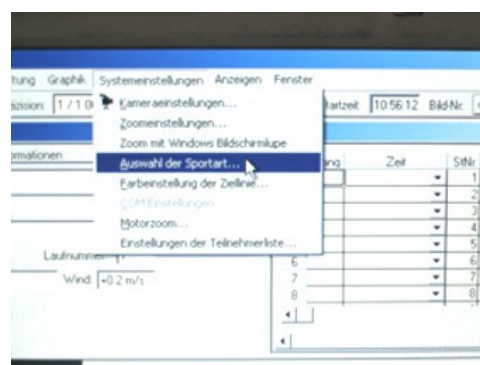 Graphik Systemeinstellungen Anzeigen Fenster
1 / 1 Kameraeinstellungen... 10:56:12 Bild-Nr.
Zoomeinstellungen...
Zoom mit Windows Bildschirmlupe
Auswahl der Sportart... Zeit StNr
Farbeinstellung der Ziellinie... 1
COM Einstellungen 2
Motorzoom... 3
Einstellungen der Teilnehmerliste... 4
5
6 6
Wind: +0.2 m/s 7 7
8 8